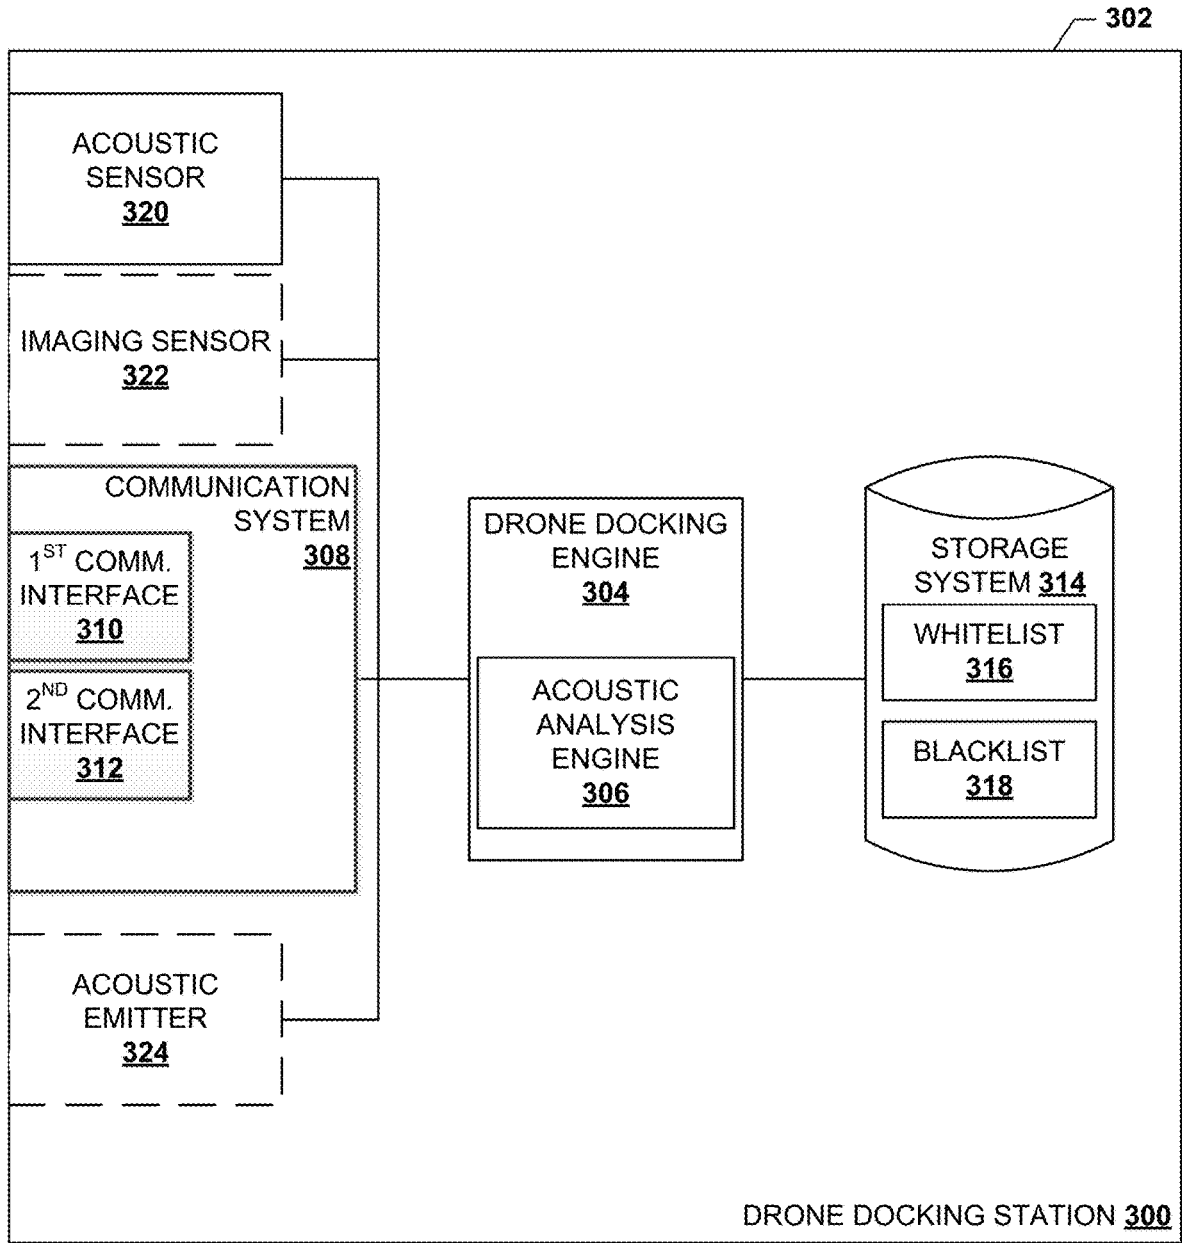 302
ACOUSTIC
SENSOR
320
IMAGING SENSOR
322
COMMUNICATION
SYSTEM
308
1ST COMM.
INTERFACE
310
2ND COMM.
INTERFACE
312
ACOUSTIC
EMITTER
324
DRONE DOCKING
ENGINE
304
ACOUSTIC
ANALYSIS
ENGINE
306
STORAGE
SYSTEM 314
WHITELIST
316
BLACKLIST
318
DRONE DOCKING STATION 300